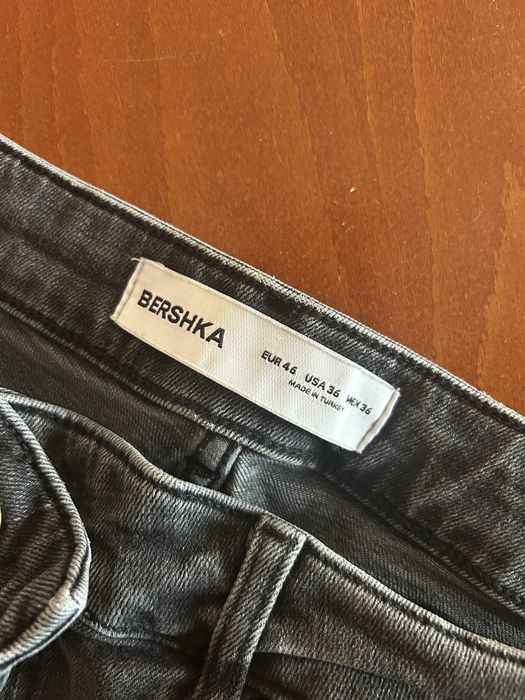 BERSHKA
EUR 46 USA 36 MEX 36
MADE IN TURKEY